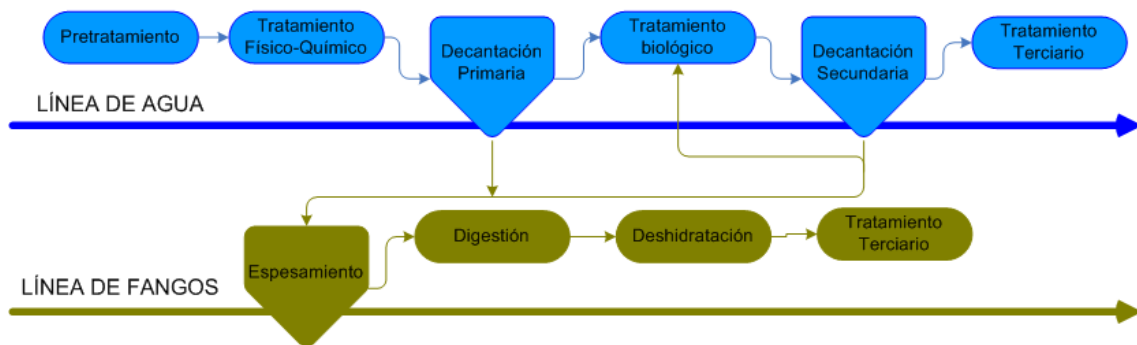 Pretratamiento
Tratamiento
Físico-Químico
Decantación
Primaria
Tratamiento
biológico
Decantación
Secundaria
Tratamiento
Terciario
LÍNEA DE AGUA
Espesamiento
Digestión
Deshidratación
Tratamiento
Terciario
LÍNEA DE FANGOS